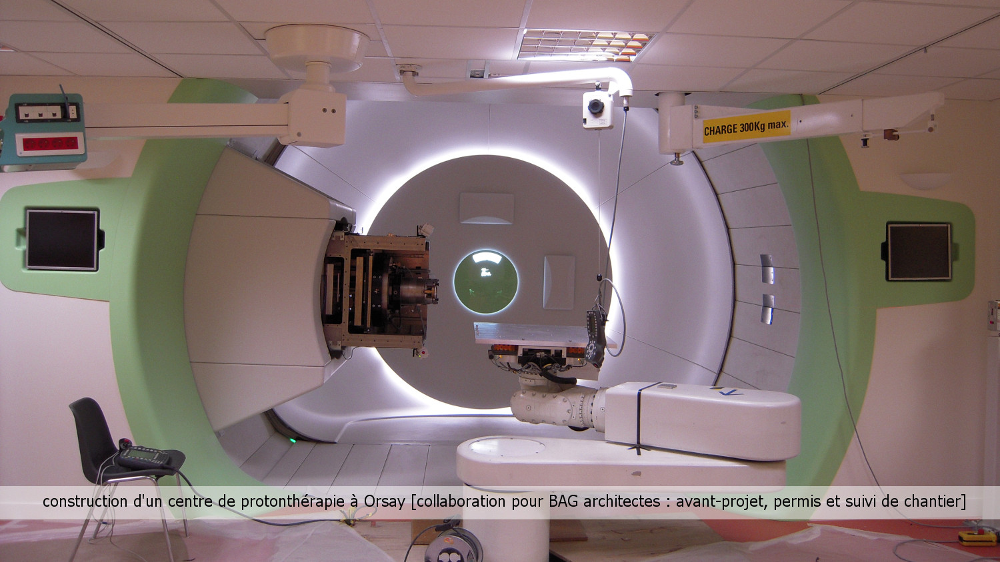 CHARGE 300Kg max.
construction d'un centre de protonthérapie à Orsay [collaboration pour BAG architectes : avant-projet, permis et suivi de chantier]